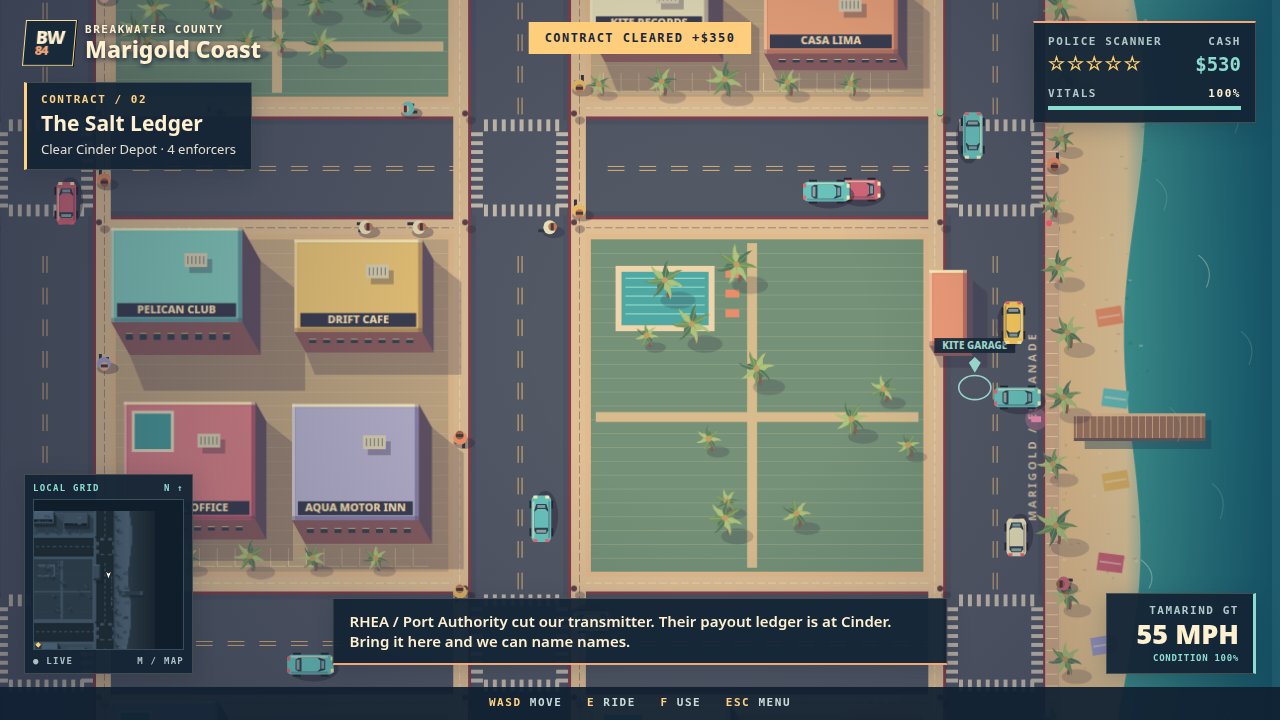 BW
84
BREAKWATER COUNTY
Marigold Coast
CONTRACT / 02
The Salt Ledger
Clear Cinder Depot · 4 enforcers
CONTRACT CLEARED +$350
POLICE SCANNER CASH
☆☆☆☆☆ $530
VITALS 100%
KITE RECORDS
CASA LIMA
PELICAN CLUB
DRIFT CAFE
KITE GARAGE
OFFICE
AQUA MOTOR INN
LOCAL GRID N ↑
● LIVE M / MAP
RHEA / Port Authority cut our transmitter. Their payout ledger is at Cinder.
Bring it here and we can name names.
TAMARIND GT
55 MPH
CONDITION 100%
WASD MOVE E RIDE F USE ESC MENU